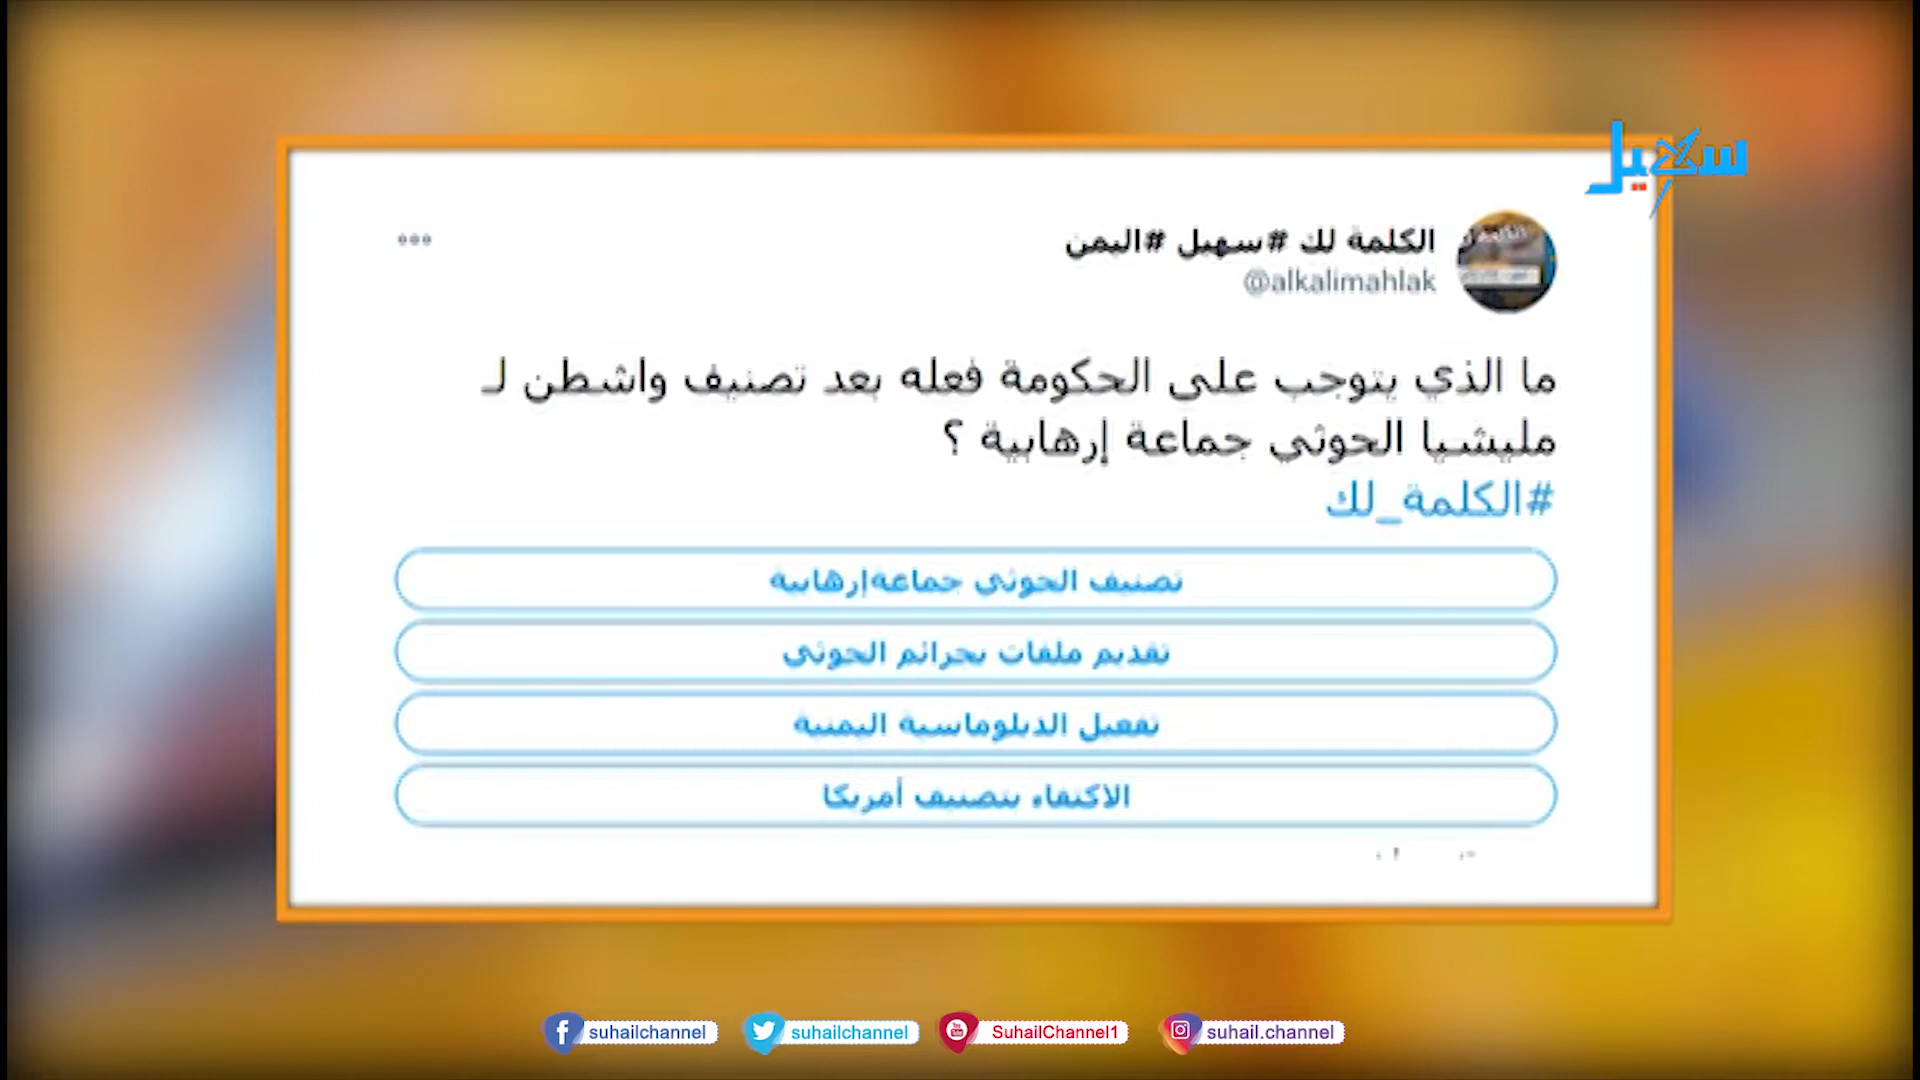 سهيل
الكلمة لك #سهيل #اليمن
@alkalimahlak
ما الذي يتوجب على الحكومة فعله بعد تصنيف واشطن لـ
مليشيا الحوثي جماعة إرهابية ؟
#الكلمة_لك
تصنيف الحوثي جماعةإرهابية
تقديم ملفات بجرائم الحوثي
تفعيل الدبلوماسية اليمنية
الاكتفاء بتصنيف أمريكا
suhailchannel
suhailchannel
SuhailChannel1
suhail.channel